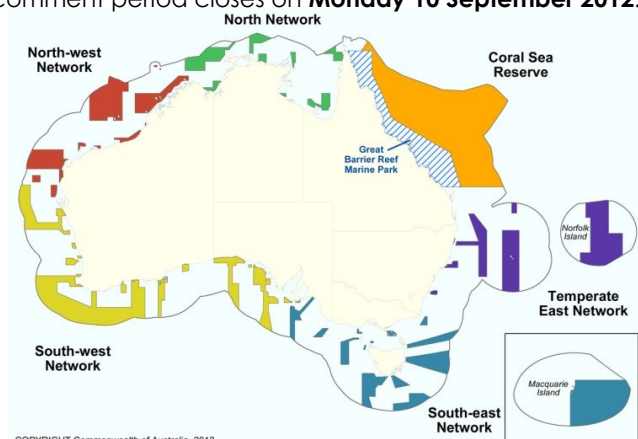 comment period closes on Monday 10 September 2012.
North Network
North-west
Network
Coral Sea
Reserve
Great
Barrier Reef
Marine Park
Norfolk
Island
Temperate
East Network
South-west
Network
Macquarie
Island
South-east
Network
COPYRIGHT Commonwealth of Australia, 2012